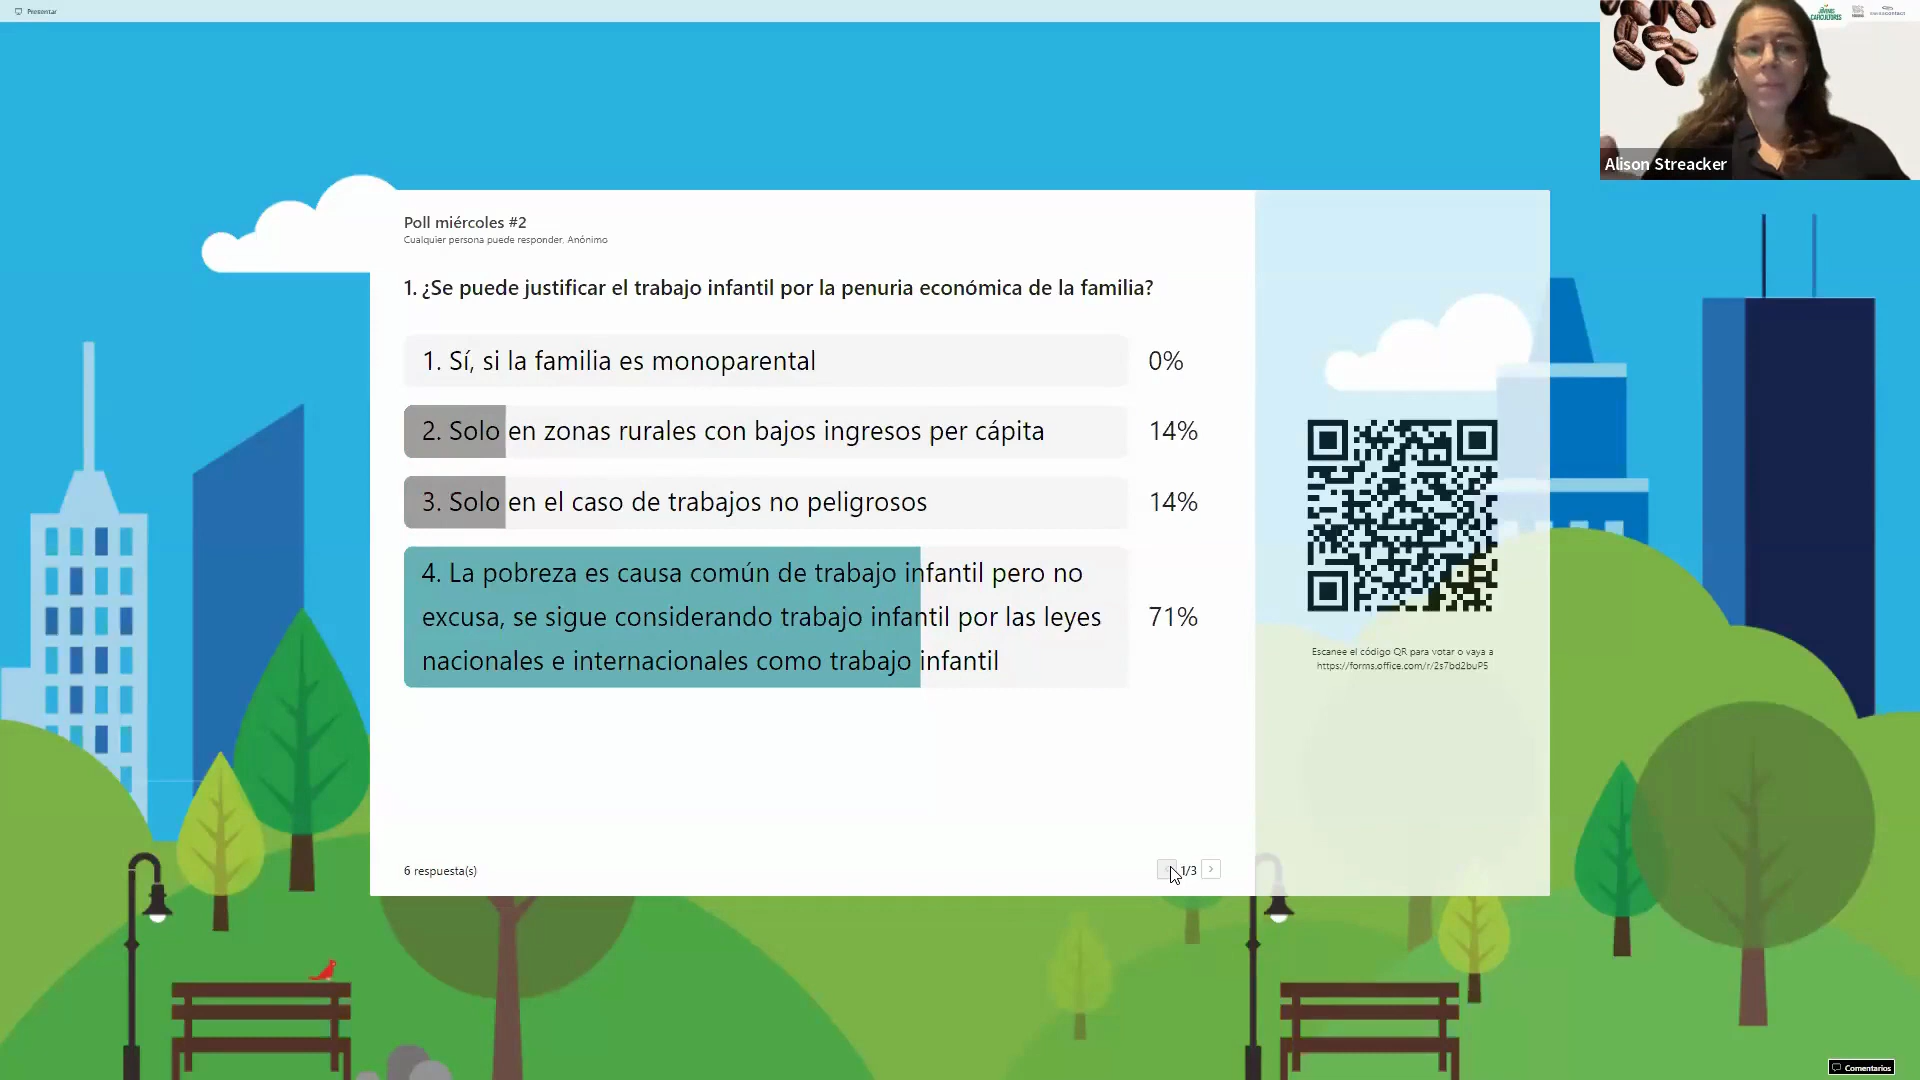 Presentar
JÓVENES
CAFICULTORES
swisscontact
Alison Streacker
Poll miércoles #2
Cualquier persona puede responder, Anónimo
1. ¿Se puede justificar el trabajo infantil por la penuria económica de la familia?
1. Sí, si la familia es monoparental
0%
2. Solo en zonas rurales con bajos ingresos per cápita
14%
3. Solo en el caso de trabajos no peligrosos
14%
4. La pobreza es causa común de trabajo infantil pero no
excusa, se sigue considerando trabajo infantil por las leyes
71%
nacionales e internacionales como trabajo infantil
Escanee el código QR para votar o vaya a
https://forms.office.com/r/2s7bd2buP5
6 respuesta(s)
1/3
Comentarios